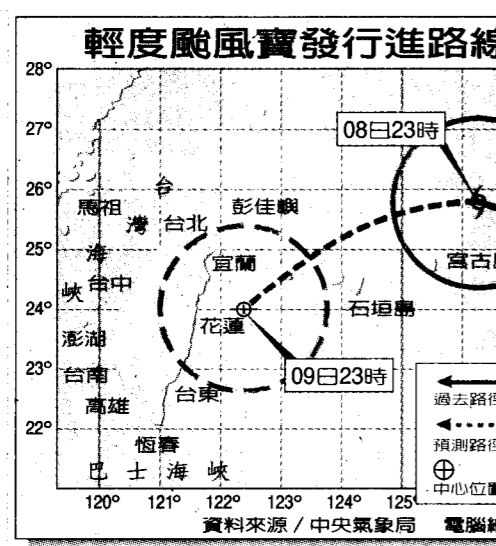 輕度颱風寶發行進路線
28°
27°
26°
25°
24°
23°
22°
08日23時
台灣海峽
馬祖
彭佳嶼
台北
宜蘭
宮古
台中
石垣島
花蓮
澎湖
09日23時
台南
台東
高雄
恆春
巴士海峽
過去路徑
預測路徑
中心位置
120° 121° 122° 123° 124° 125°
資料來源/中央氣象局 電腦